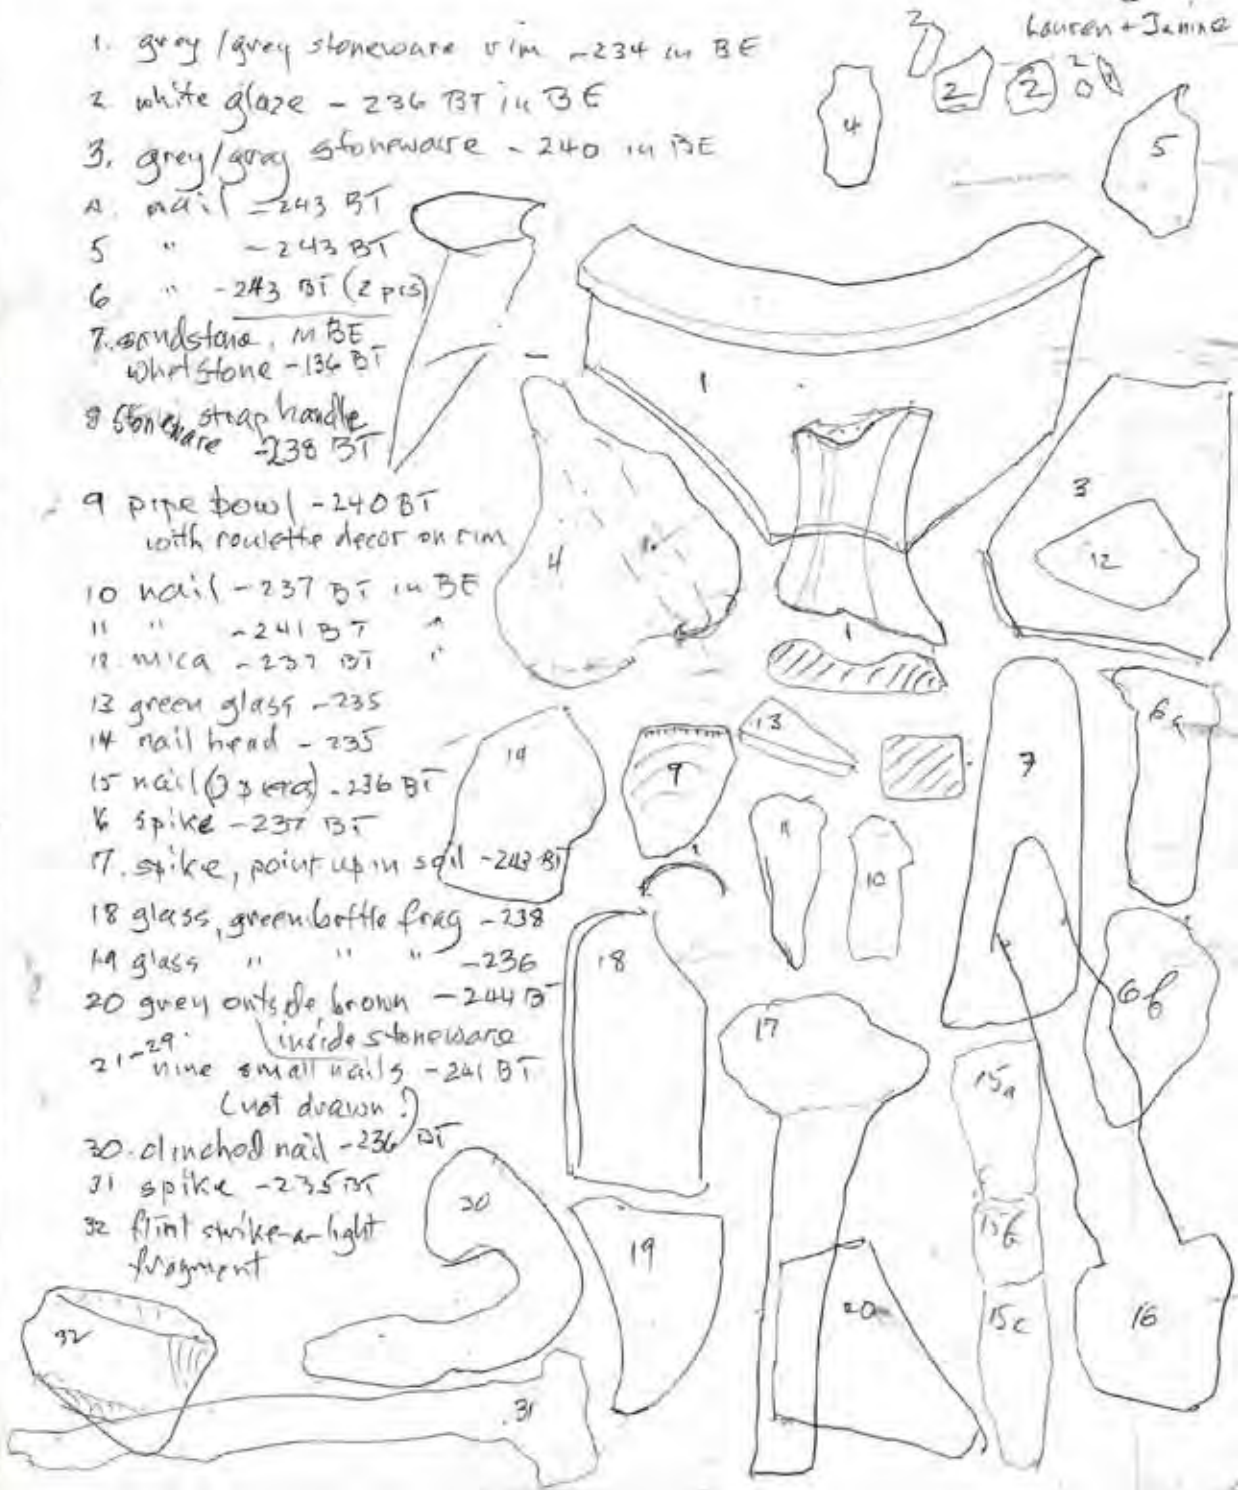 Lauren + Janine
1. grey/grey stoneware rim -234 in BE
2 white glaze - 236 BT in BE
3. grey/gray stoneware - 240 in BE
4. nail -243 BT
5 " -243 BT
6 " -243 BT (2 pcs)
7. sandstone, in BE
whetstone -136 BT
8 stoneware strap handle
-238 BT
9 pipe bowl -240 BT
with roulette decor on rim
10 nail -237 BT in BE
11 " -241 BT "
12. mica -237 BT "
13 green glass -235
14 nail head - 235
15 nail -236 BT
16 spike -237 BT
17. spike, point up in soil -243 BT
18 glass, green bottle frag -238
19 glass " " " -236
20 grey outside brown -244 BT
inside stoneware
21-29. nine small nails -241 BT
(not drawn)
30. clinched nail -236 BT
31 spike -235 BT
32 flint strike-a-light
fragment
2
2
2
2
4
5
1
3
12
4
1
14
9
13
7
6a
11
10
18
17
6b
15a
15b
15c
30
19
20
16
32
31